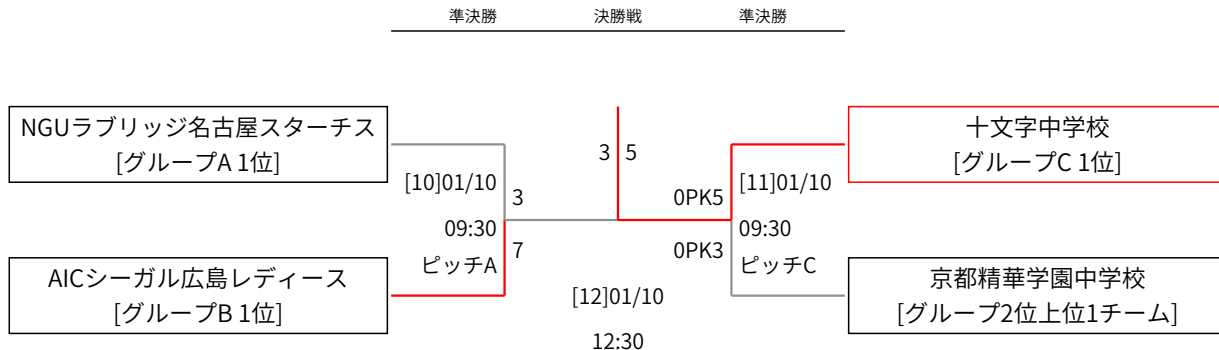 準決勝
決勝戦
準決勝
NGUラブリッジ名古屋スターチス
[グループA 1位]
AICシーガル広島レディース
[グループB 1位]
[10]01/10
09:30
ピッチA
3
7
3
5
[12]01/10
12:30
0PK5
0PK3
[11]01/10
09:30
ピッチC
十文字中学校
[グループC 1位]
京都精華学園中学校
[グループ2位上位1チーム]